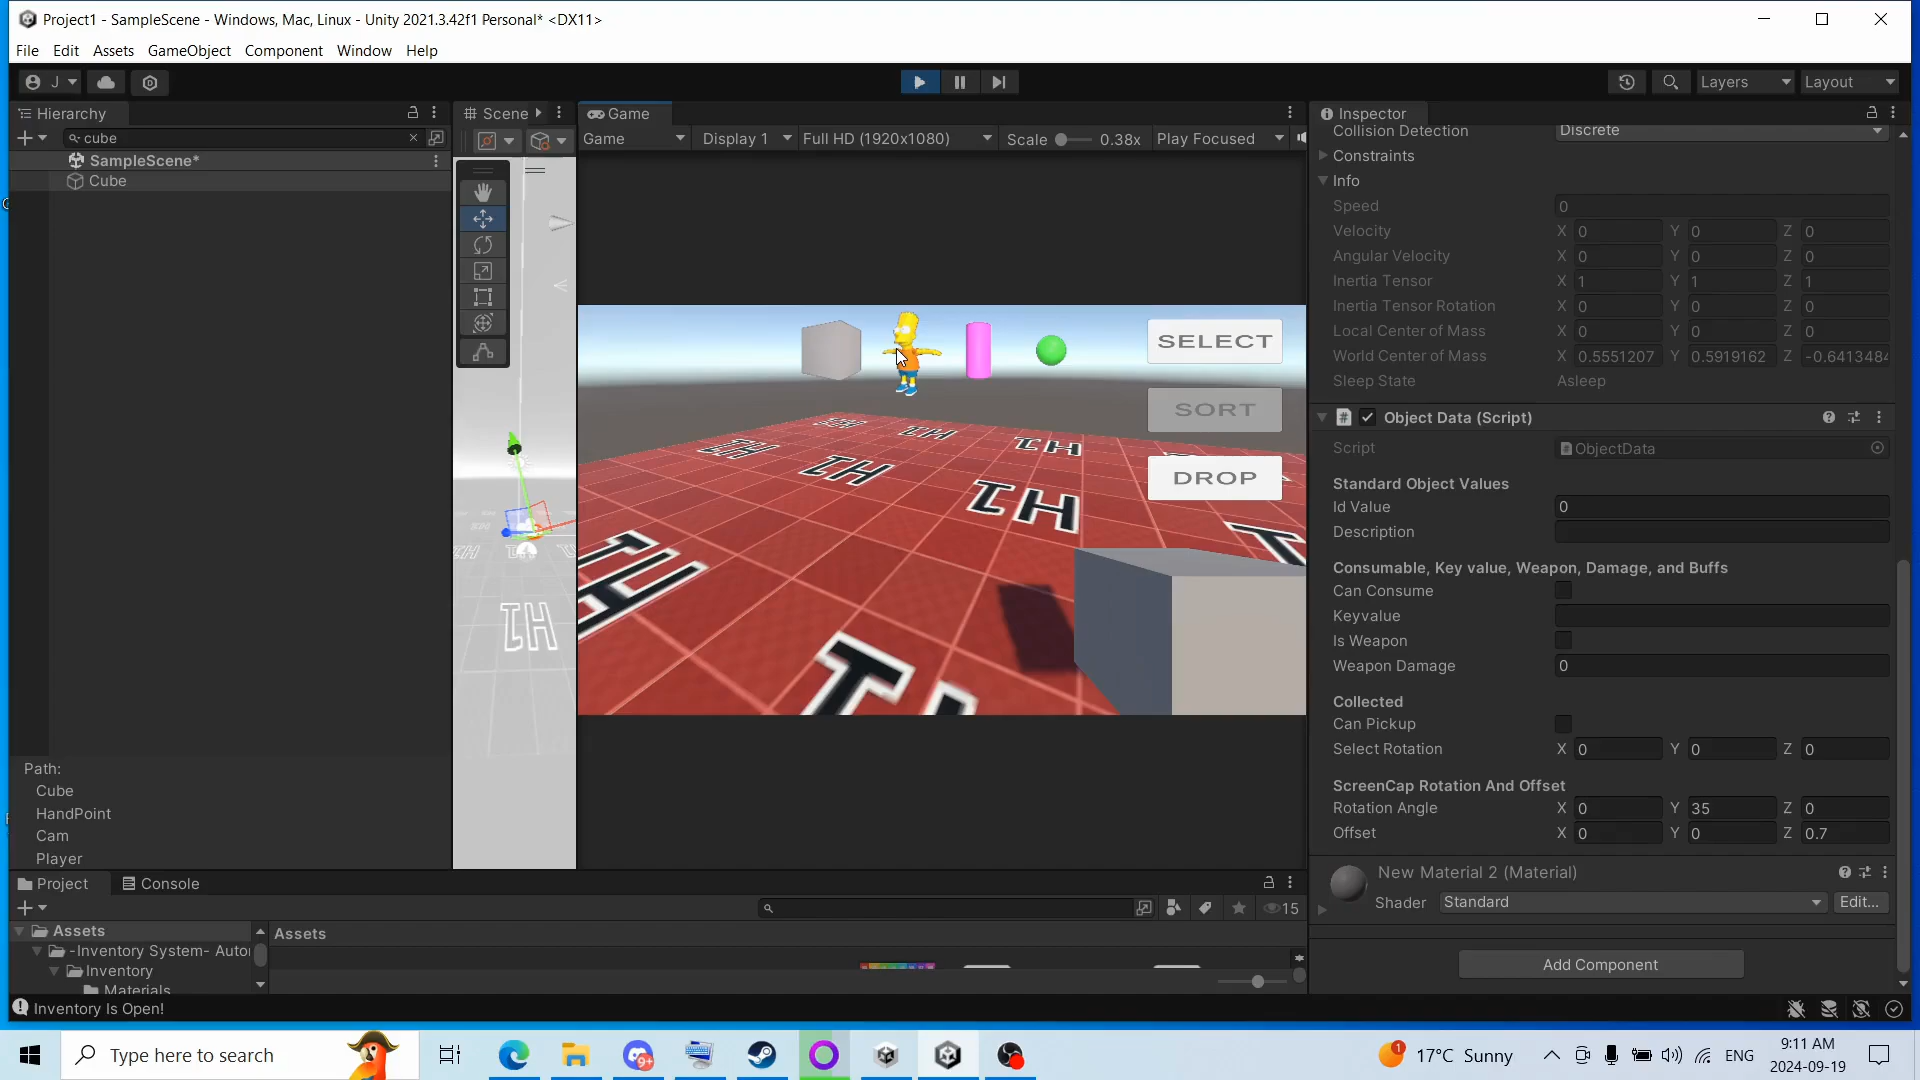 Project1 - SampleScene - Windows, Mac, Linux - Unity 2021.3.42f1 Personal* <DX11>
File Edit Assets GameObject Component Window Help
J
Layers Layout
Hierarchy
Scene
Game
Inspector
cube
Game Display 1 Full HD (1920x1080) Scale 0.38x Play Focused
SampleScene*
Cube
Collision Detection Discrete
Constraints
Info
Speed 0
Velocity X 0 Y 0 Z 0
Angular Velocity X 0 Y 0 Z 0
Inertia Tensor X 1 Y 1 Z 1
Inertia Tensor Rotation X 0 Y 0 Z 0
Local Center of Mass X 0 Y 0 Z 0
World Center of Mass X 0.5551207 Y 0.5919162 Z -0.6413484
Sleep State Asleep
SELECT
SORT
DROP
Object Data (Script)
Script ObjectData
Standard Object Values
Id Value 0
Description
Consumable, Key value, Weapon, Damage, and Buffs
Can Consume
Keyvalue
Is Weapon
Weapon Damage 0
Collected
Can Pickup
Select Rotation X 0 Y 0 Z 0
ScreenCap Rotation And Offset
Rotation Angle X 0 Y 35 Z 0
Offset X 0 Y 0 Z 0.7
New Material 2 (Material)
Shader Standard Edit...
Add Component
Path:
Cube
HandPoint
Cam
Player
Project Console
15
Assets
-Inventory System- Auto
Inventory
Materials
Assets
Inventory Is Open!
Type here to search
9+
1
17°C Sunny
ENG
9:11 AM
2024-09-19